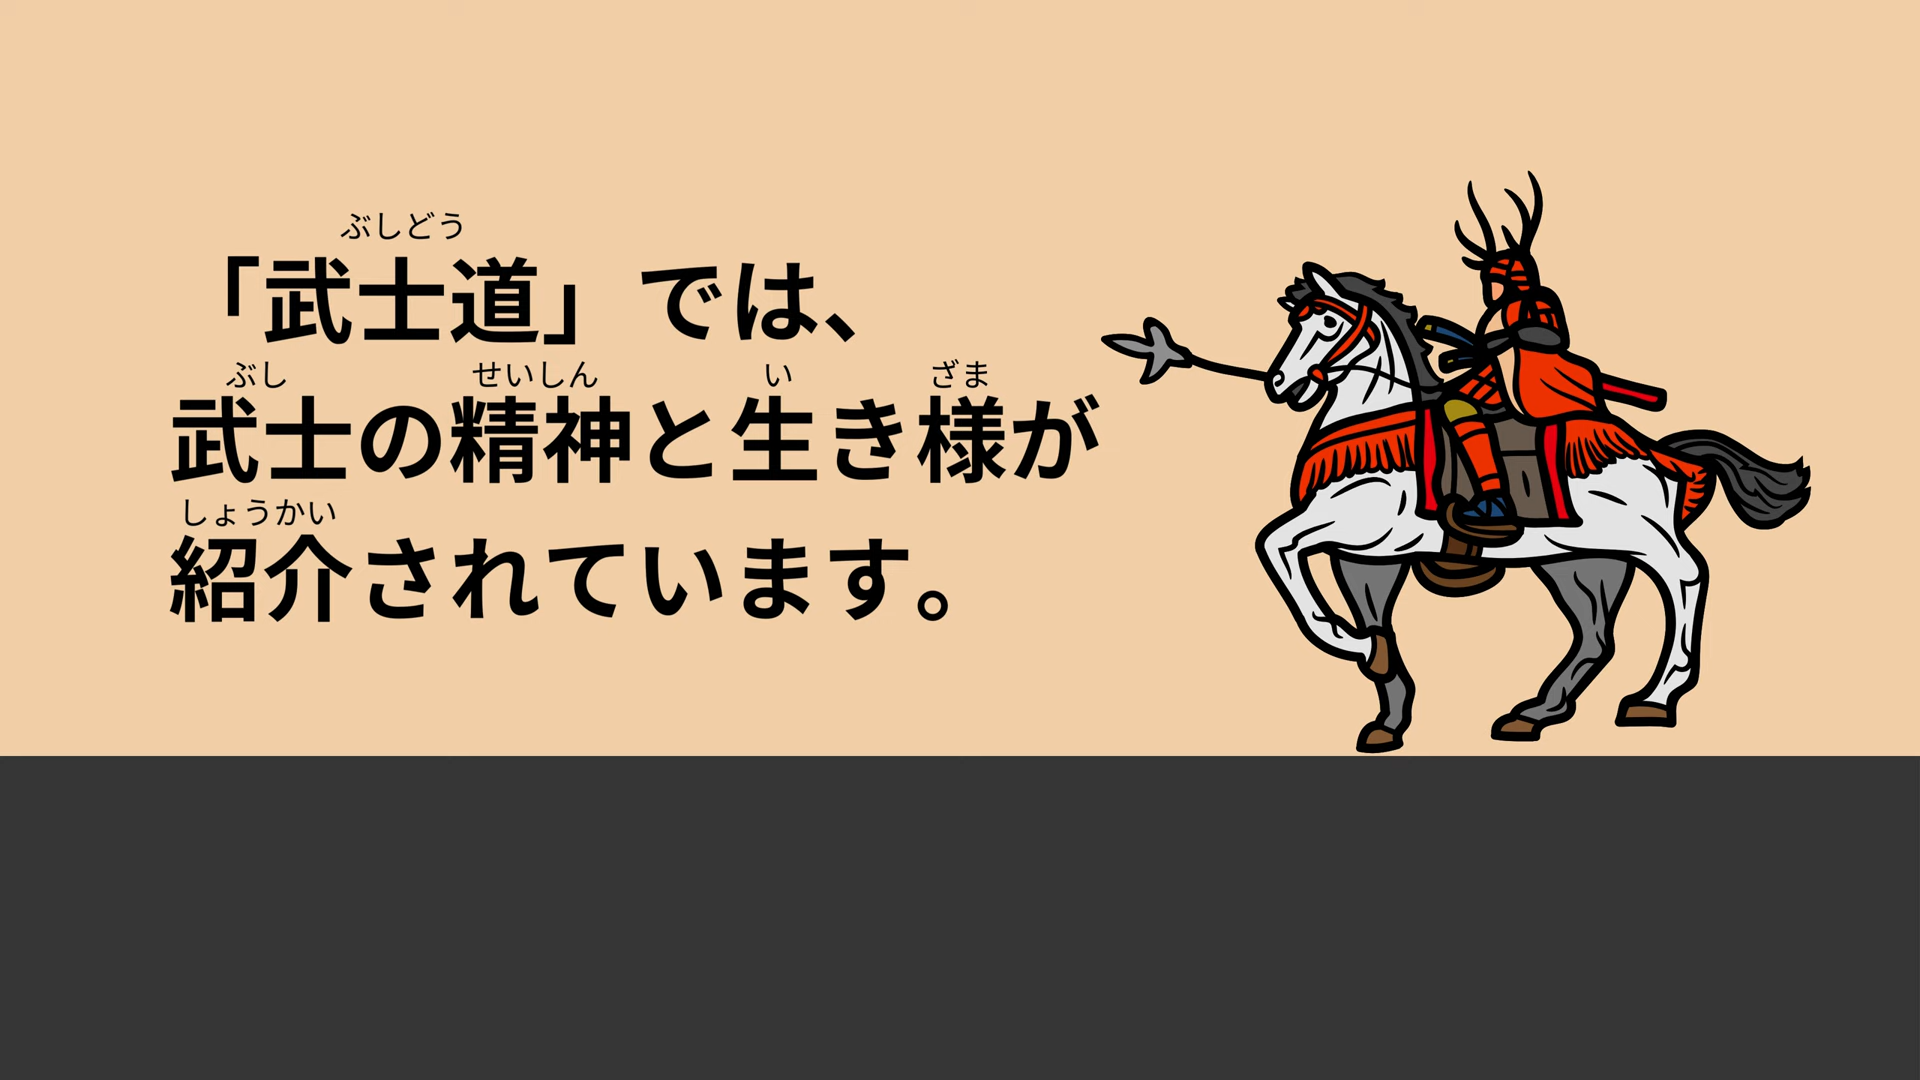 ぶしどう
「武士道」では、
ぶし せいしん い ざま
武士の精神と生き様が
しょうかい
紹介されています。